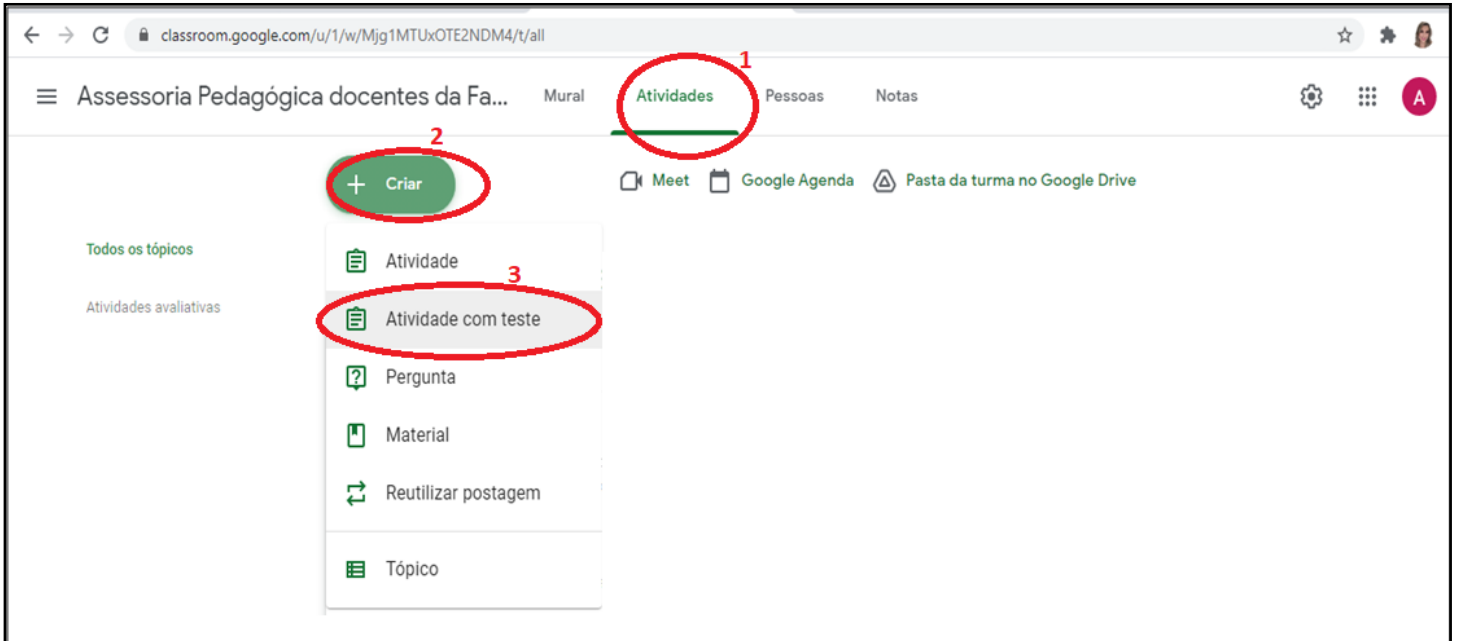 classroom.google.com/u/1/w/Mjg1MTUxOTE2NDM4/t/all
1
Assessoria Pedagógica docentes da Fa... Mural Atividades Pessoas Notas A
2
+ Criar Meet Google Agenda Pasta da turma no Google Drive
Todos os tópicos
Atividade
3
Atividades avaliativas
Atividade com teste
Pergunta
Material
Reutilizar postagem
Tópico